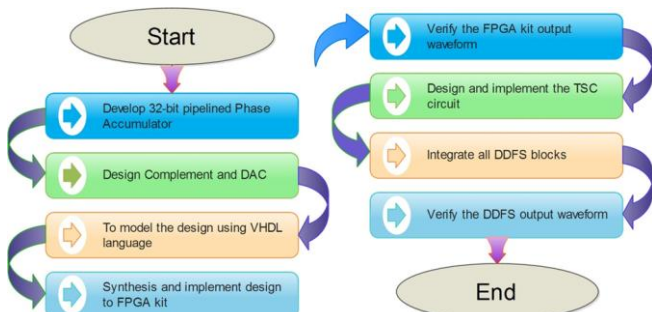 Start
Develop 32-bit pipelined Phase
Accumulator
Design Complement and DAC
To model the design using VHDL
language
Synthesis and implement design
to FPGA kit
Verify the FPGA kit output
waveform
Design and implement the TSC
circuit
Integrate all DDFS blocks
Verify the DDFS output waveform
End